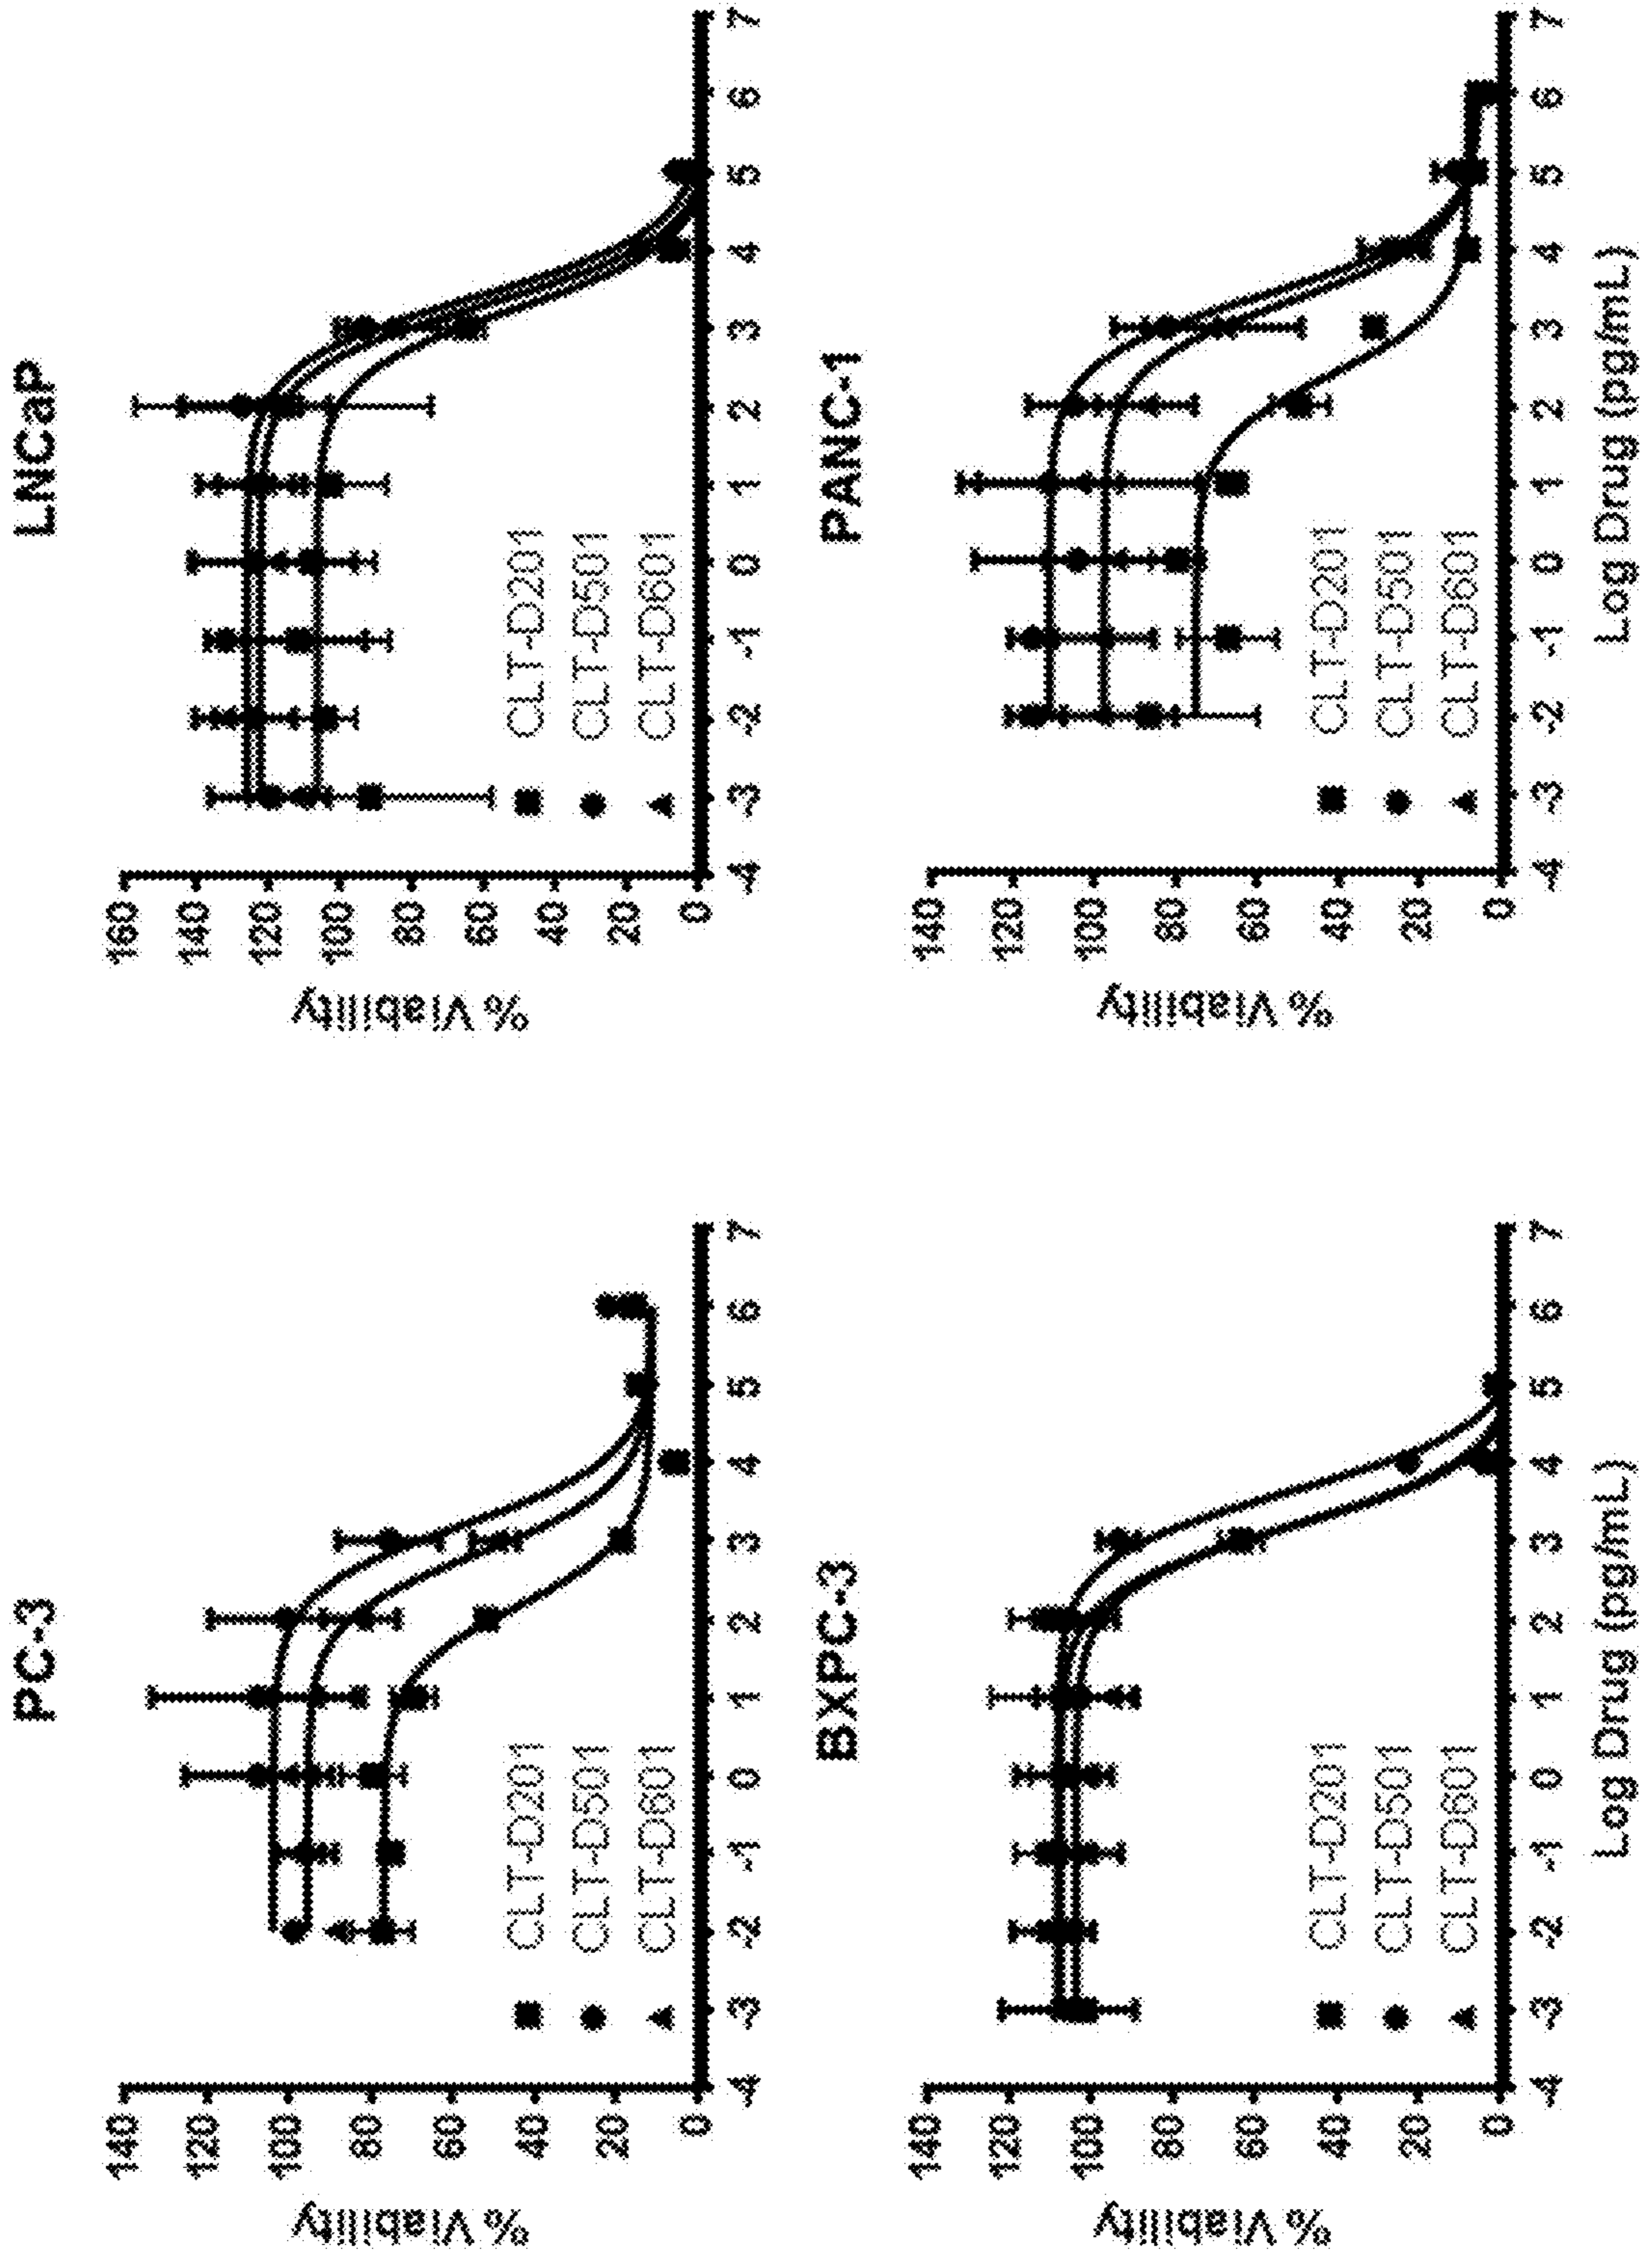 PC-3
% Viability
140
120
100
80
60
40
20
0
CLT-D201
CLT-D501
CLT-D601
-4 -3 -2 -1 0 1 2 3 4 5 6 7
LNCaP
% Viability
160
140
120
100
80
60
40
20
0
CLT-D201
CLT-D501
CLT-D601
-4 -3 -2 -1 0 1 2 3 4 5 6 7
BXPC-3
% Viability
140
120
100
80
60
40
20
0
CLT-D201
CLT-D501
CLT-D601
-4 -3 -2 -1 0 1 2 3 4 5 6 7
Log Drug (pg/mL)
PANC-1
% Viability
140
120
100
80
60
40
20
0
CLT-D201
CLT-D501
CLT-D601
-4 -3 -2 -1 0 1 2 3 4 5 6 7
Log Drug (pg/mL)